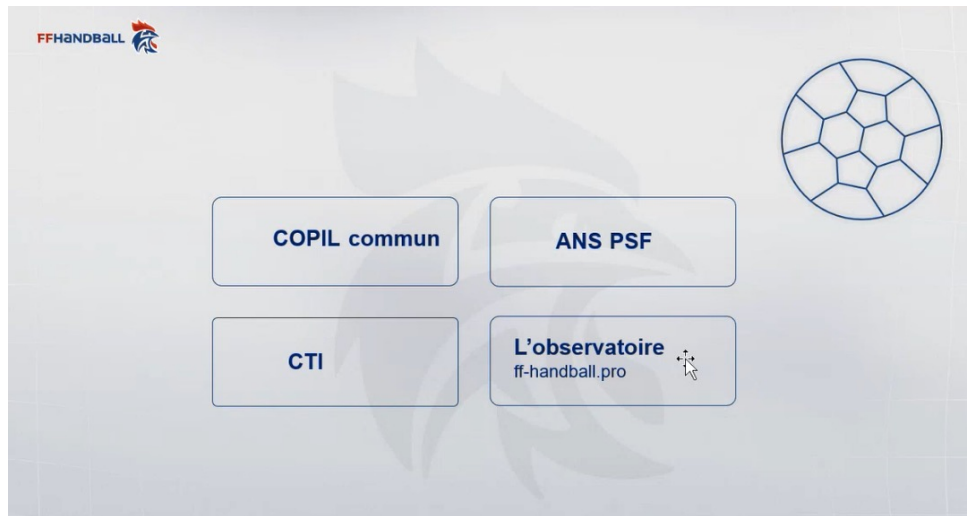 FFHANDBALL
COPIL commun
ANS PSF
CTI
L'observatoire
ff-handball.pro